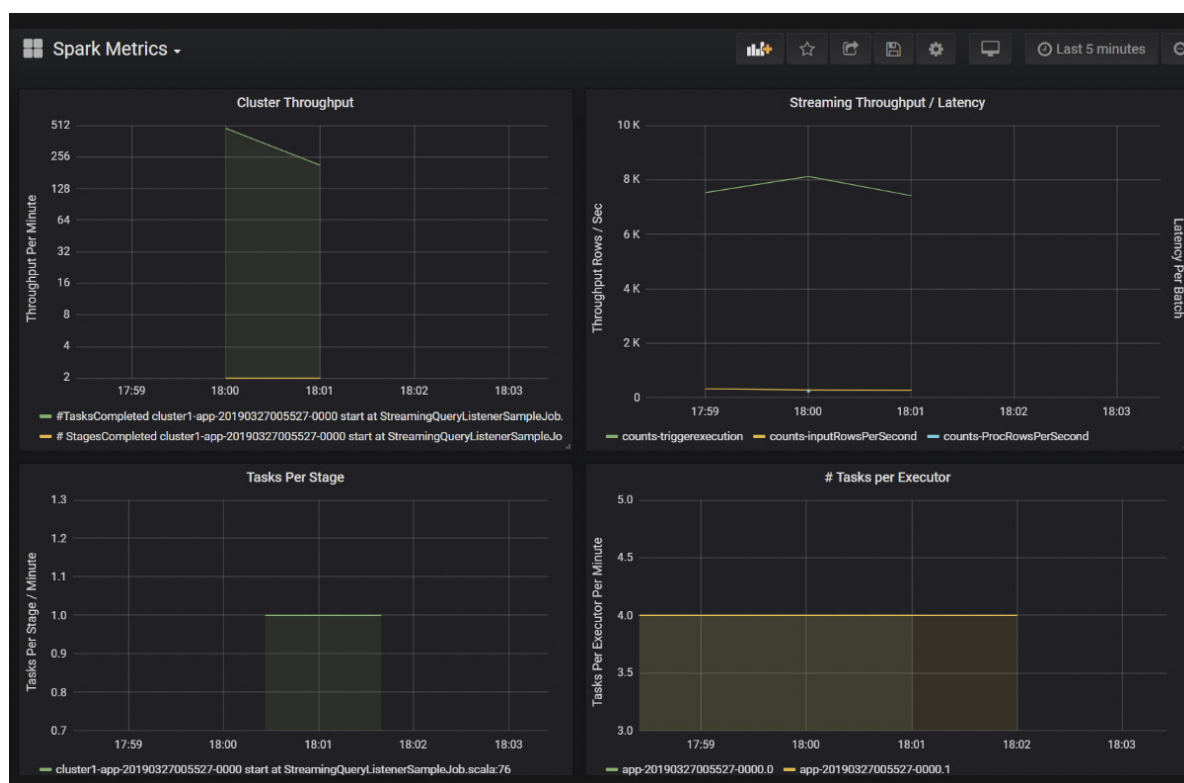 Spark Metrics
Last 5 minutes
Cluster Throughput
Throughput Per Minute
512
256
128
64
32
16
8
4
2
17:59 18:00 18:01 18:02 18:03
#TasksCompleted cluster1-app-20190327005527-0000 start at StreamingQueryListenerSampleJob.
# StagesCompleted cluster1-app-20190327005527-0000 start at StreamingQueryListenerSampleJo
Streaming Throughput / Latency
Throughput Rows / Sec
10 K
8 K
6 K
4 K
2 K
0
Latency Per Batch
17:59 18:00 18:01 18:02 18:03
counts-triggerexecution counts-inputRowsPerSecond counts-ProcRowsPerSecond
Tasks Per Stage
Tasks Per Stage / Minute
1.3
1.2
1.1
1.0
0.9
0.8
0.7
17:59 18:00 18:01 18:02 18:03
cluster1-app-20190327005527-0000 start at StreamingQueryListenerSampleJob.scala:76
# Tasks per Executor
Tasks Per Executor Per Minute
5.0
4.5
4.0
3.5
3.0
17:59 18:00 18:01 18:02 18:03
app-20190327005527-0000.0 app-20190327005527-0000.1